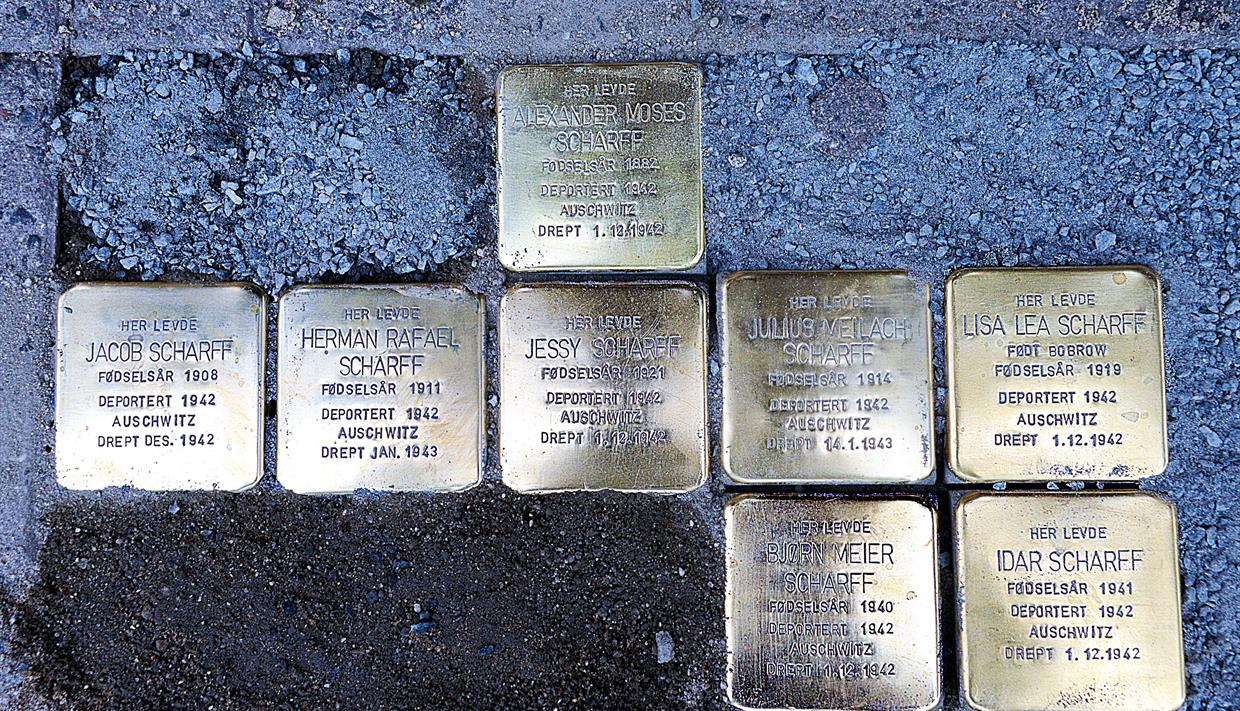 HER LEVDE
ALEXANDER MOSES
SCHARFF
FØDSELSÅR 1882
DEPORTERT 1942
AUSCHWITZ
DREPT 1.12.1942
HER LEVDE
JACOB SCHARFF
FØDSELSÅR 1908
DEPORTERT 1942
AUSCHWITZ
DREPT DES. 1942
HER LEVDE
HERMAN RAFAEL
SCHARFF
FØDSELSÅR 1911
DEPORTERT 1942
AUSCHWITZ
DREPT JAN. 1943
HER LEVDE
JESSY SCHARFF
FØDSELSÅR 1921
DEPORTERT 1942
AUSCHWITZ
DREPT 1.12.1942
HER LEVDE
JULIUS MEILACH
SCHARFF
FØDSELSÅR 1914
DEPORTERT 1942
AUSCHWITZ
DREPT 14.1.1943
HER LEVDE
LISA LEA SCHARFF
FØDT BOBROW
FØDSELSÅR 1919
DEPORTERT 1942
AUSCHWITZ
DREPT 1.12.1942
HER LEVDE
BJØRN MEIER
SCHARFF
FØDSELSÅR 1940
DEPORTERT 1942
AUSCHWITZ
DREPT 1.12.1942
HER LEVDE
IDAR SCHARFF
FØDSELSÅR 1941
DEPORTERT 1942
AUSCHWITZ
DREPT 1.12.1942